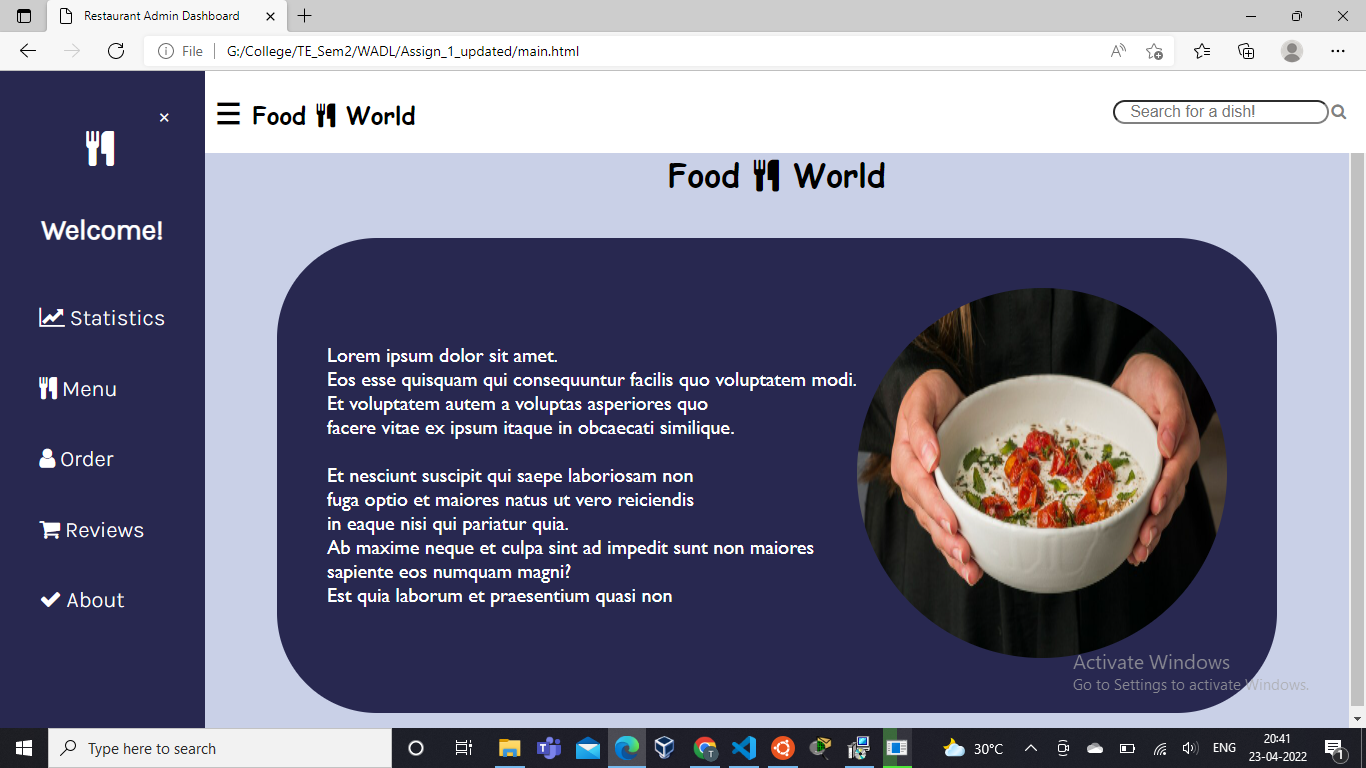 Restaurant Admin Dashboard
File
G:/College/TE_Sem2/WADL/Assign_1_updated/main.html
Welcome!
Statistics
Menu
Order
Reviews
About
Food World
Search for a dish!
Food World
Lorem ipsum dolor sit amet.
Eos esse quisquam qui consequuntur facilis quo voluptatem modi.
Et voluptatem autem a voluptas asperiores quo
facere vitae ex ipsum itaque in obcaecati similique.
Et nesciunt suscipit qui saepe laboriosam non
fuga optio et maiores natus ut vero reiciendis
in eaque nisi qui pariatur quia.
Ab maxime neque et culpa sint ad impedit sunt non maiores
sapiente eos numquam magni?
Est quia laborum et praesentium quasi non
Activate Windows
Go to Settings to activate Windows.
Type here to search
30°C
ENG
20:41
23-04-2022
1